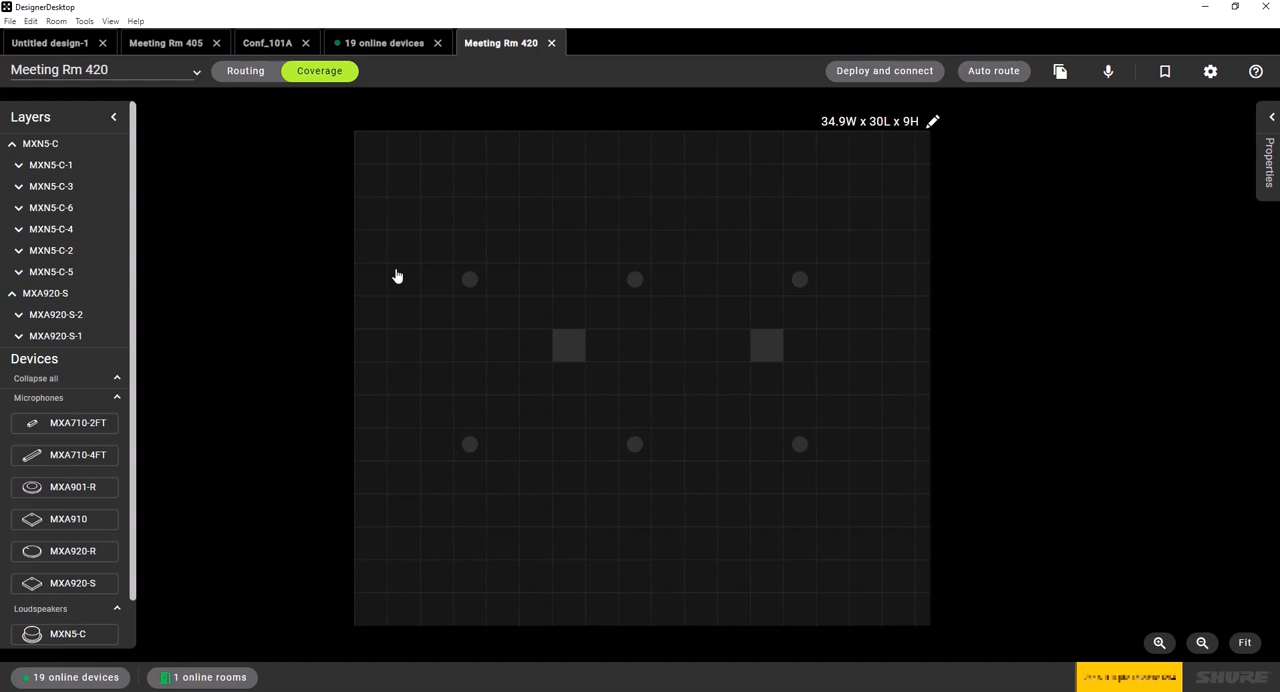 DesignerDesktop
File Edit Room Tools View Help
Untitled design-1 Meeting Rm 405 Conf_101A 19 online devices Meeting Rm 420
Meeting Rm 420 Routing Coverage Deploy and connect Auto route
Layers
34.9W x 30L x 9H
Properties
MXN5-C
MXN5-C-1
MXN5-C-3
MXN5-C-6
MXN5-C-4
MXN5-C-2
MXN5-C-5
MXA920-S
MXA920-S-2
MXA920-S-1
Devices
Collapse all
Microphones
MXA710-2FT
MXA710-4FT
MXA901-R
MXA910
MXA920-R
MXA920-S
Loudspeakers
MXN5-C
Fit
19 online devices 1 online rooms
SHURE